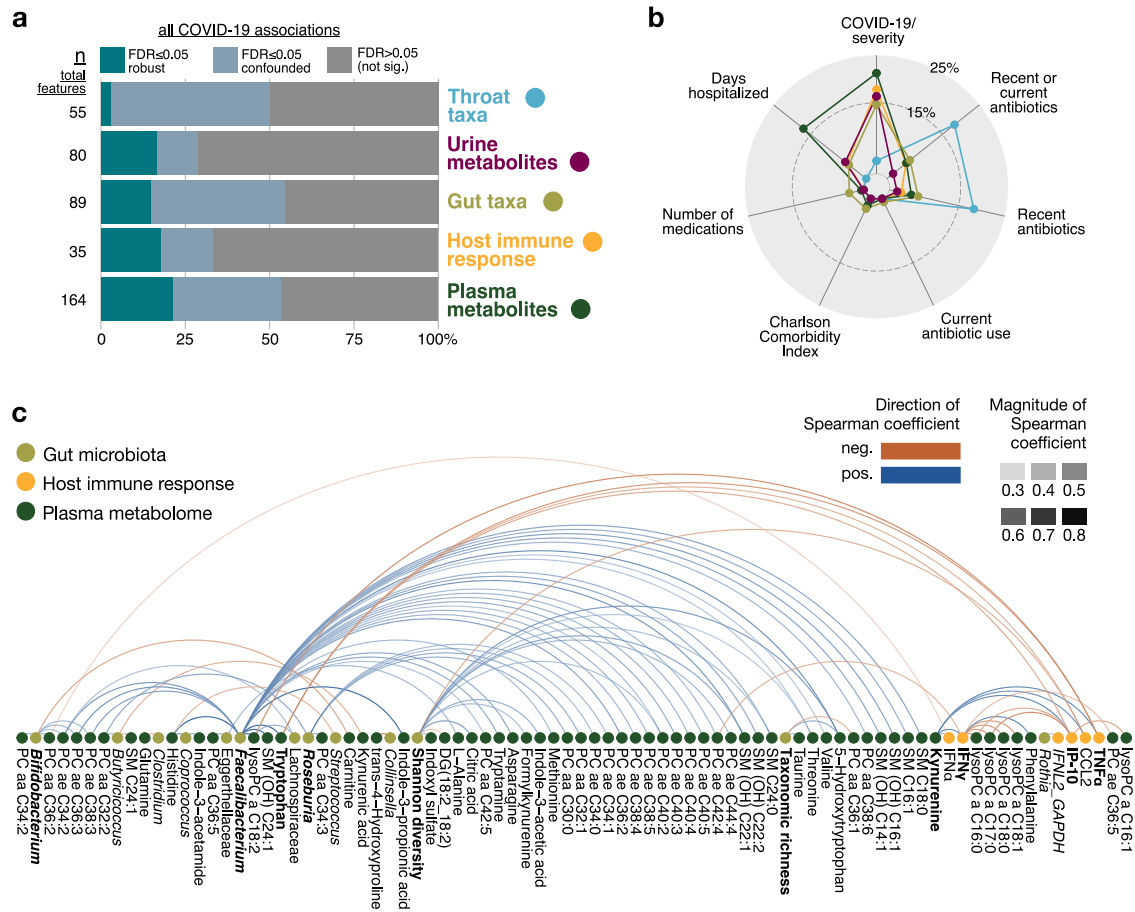 a
all COVID-19 associations
n
total
features
FDR≤0.05
robust
FDR≤0.05
confounded
FDR>0.05
(not sig.)
55
Throat
taxa
80
Urine
metabolites
89
Gut taxa
35
Host immune
response
164
Plasma
metabolites
0
25
50
75
100%
b
COVID-19/
severity
25%
15%
Days
hospitalized
Recent or
current
antibiotics
Number of
medications
Recent
antibiotics
Charlson
Comorbidity
Index
Current
antibiotic use
c
Gut microbiota
Host immune response
Plasma metabolome
Direction of
Spearman coefficient
neg.
pos.
Magnitude of
Spearman
coefficient
0.3 0.4 0.5
0.6 0.7 0.8
PC aa C34:2
Bifidobacterium
PC aa C36:2
PC ae C34:2
PC ae C36:3
PC ae C38:3
PC ae C32:2
Butyricicoccus
SM C24:1
Glutamine
Clostridium
Histidine
Coprococcus
Indole−3−acetamide
PC aa C36:5
Eggerthellaceae
Faecalibacterium
lysoPC a C18:2
SM (OH) C24:1
Tryptophan
Lachnospiraceae
Roseburia
PC aa C34:3
Streptococcus
Carnitine
Kynurenic acid
trans−4−Hydroxyproline
Collinsella
Indole−3−propionic acid
Shannon diversity
Indoxyl sulfate
DG(18:2_18:2)
L−Alanine
Citric acid
PC aa C42:5
Tryptamine
Asparagine
Formylkynurenine
Indole−3−acetic acid
Methionine
PC ae C30:0
PC ae C32:1
PC ae C34:0
PC ae C34:1
PC ae C36:2
PC ae C38:4
PC ae C38:5
PC ae C40:2
PC ae C40:3
PC ae C40:4
PC ae C40:5
PC ae C42:4
PC ae C44:4
SM (OH) C22:1
SM (OH) C22:2
SM C24:0
Taxonomic richness
Taurine
Threonine
Valine
5−Hydroxytryptophan
PC aa C36:1
PC aa C38:6
SM (OH) C14:1
SM (OH) C16:1
SM C16:1
SM C18:0
Kynurenine
IFNα
IFNγ
lysoPC a C16:0
lysoPC a C17:0
lysoPC a C18:0
lysoPC a C18:1
Phenylalanine
Rothia
IFNL2_GAPDH
IP-10
CCL2
TNFα
PC ae C36:5
lysoPC a C16:1